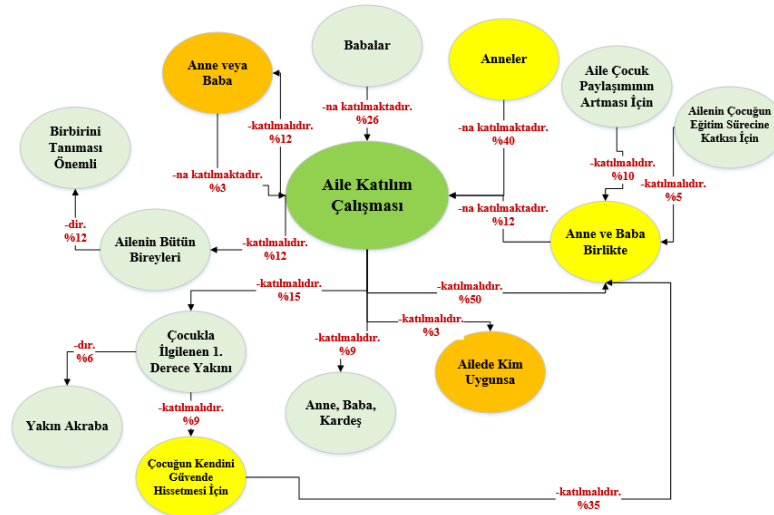 Babalar
Anneler
Anne veya
Baba
Aile Çocuk
Paylaşımının
Artması İçin
Ailenin Çocuğun
Eğitim Sürecine
Katkısı İçin
-na katılmaktadır.
%26
-katılmalıdır.
%12
-na katılmaktadır.
%40
Birbirini
Tanıması
Önemli
-na katılmaktadır.
%3
Aile Katılım
Çalışması
-katılmalıdır.
%10
-katılmalıdır.
%5
-na katılmaktadır.
%12
Anne ve Baba
Birlikte
-dir.
%12
Ailenin Bütün
Bireyleri
-katılmalıdır.
%12
-katılmalıdır.
%15
-katılmalıdır.
%50
-katılmalıdır.
%3
-dır.
%6
Çocukla
İlgilenen 1.
Derece Yakını
-katılmalıdır.
%9
Ailede Kim
Uygunsa
Yakın Akraba
-katılmalıdır.
%9
Anne, Baba,
Kardeş
Çocuğun Kendini
Güvende
Hissetmesi İçin
-katılmalıdır.
%35